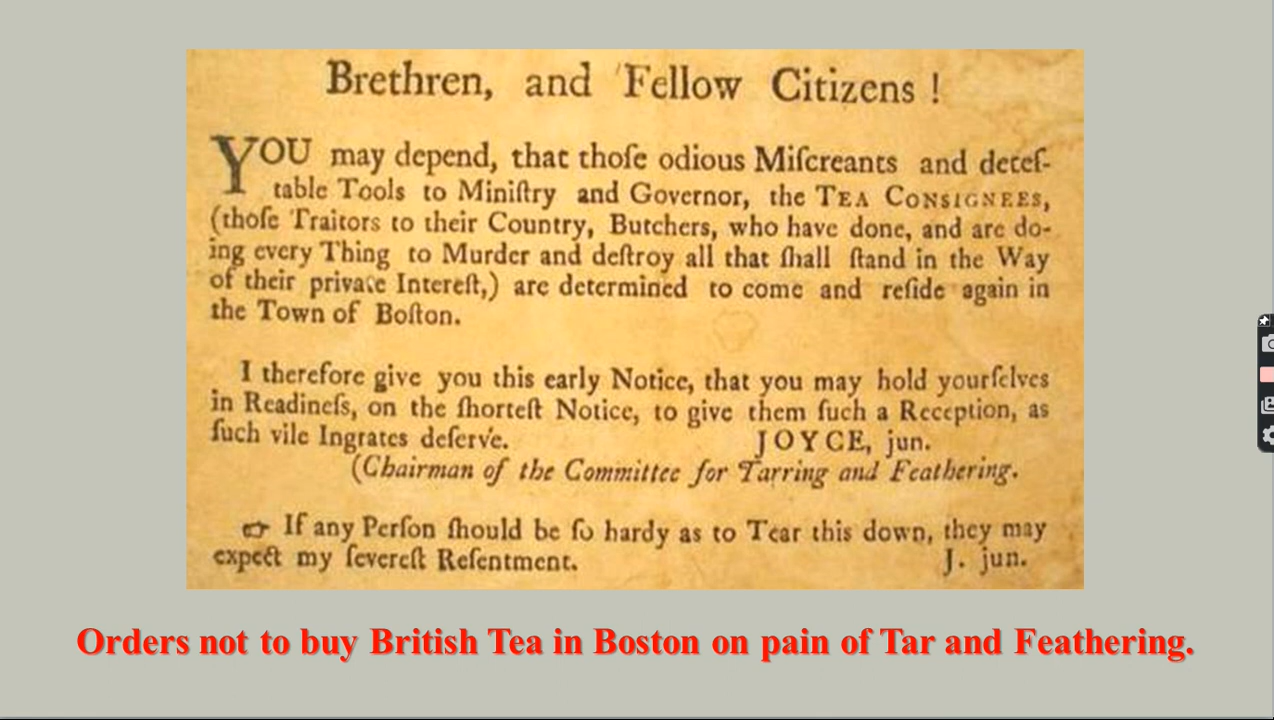 Brethren, and Fellow Citizens !
YOU may depend, that thoſe odious Miſcreants and deteſ-
table Tools to Miniſtry and Governor, the TEA CONSIGNEES,
(thoſe Traitors to their Country, Butchers, who have done, and are do-
ing every Thing to Murder and deſtroy all that ſhall ſtand in the Way
of their private Intereſt,) are determined to come and reſide again in
the Town of Boſton.
I therefore give you this early Notice, that you may hold yourſelves
in Readineſs, on the ſhorteſt Notice, to give them ſuch a Reception, as
ſuch vile Ingrates deſerve. JOYCE, jun.
(Chairman of the Committee for Tarring and Feathering.
☞ If any Perſon ſhould be ſo hardy as to Tear this down, they may
expect my ſevereſt Reſentment. J. jun.
Orders not to buy British Tea in Boston on pain of Tar and Feathering.